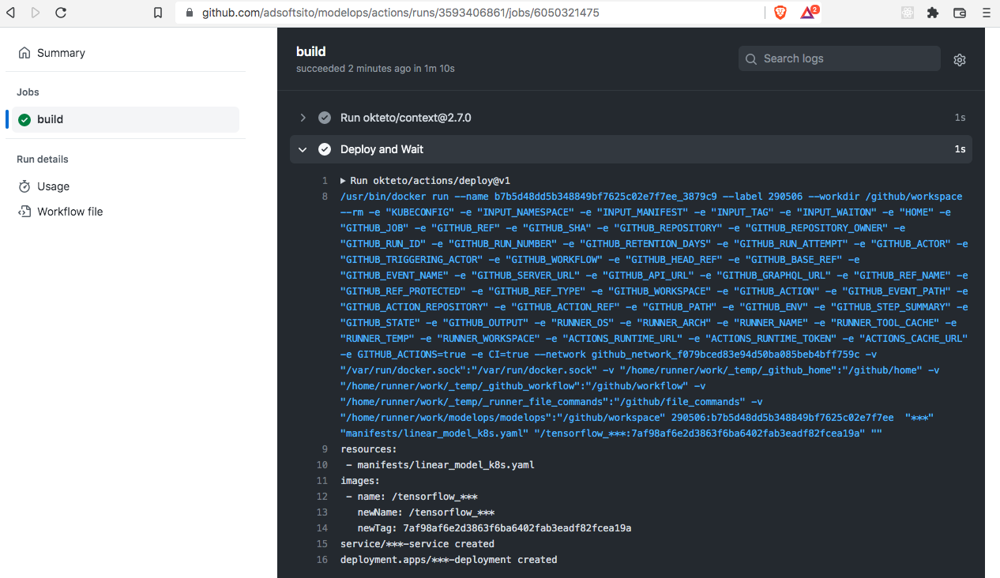 github.com/adsoftsito/modelops/actions/runs/3593406861/jobs/6050321475
2
Summary
Jobs
build
Run details
Usage
Workflow file
build
succeeded 2 minutes ago in 1m 10s
Search logs
Run okteto/context@2.7.0 1s
Deploy and Wait 1s
1 Run okteto/actions/deploy@v1
8 /usr/bin/docker run --name b7b5d48dd5b348849bf7625c02e7f7ee_3879c9 --label 290506 --workdir /github/workspace
--rm -e "KUBECONFIG" -e "INPUT_NAMESPACE" -e "INPUT_MANIFEST" -e "INPUT_TAG" -e "INPUT_WAITON" -e "HOME" -e
"GITHUB_JOB" -e "GITHUB_REF" -e "GITHUB_SHA" -e "GITHUB_REPOSITORY" -e "GITHUB_REPOSITORY_OWNER" -e
"GITHUB_RUN_ID" -e "GITHUB_RUN_NUMBER" -e "GITHUB_RETENTION_DAYS" -e "GITHUB_RUN_ATTEMPT" -e "GITHUB_ACTOR" -e
"GITHUB_TRIGGERING_ACTOR" -e "GITHUB_WORKFLOW" -e "GITHUB_HEAD_REF" -e "GITHUB_BASE_REF" -e
"GITHUB_EVENT_NAME" -e "GITHUB_SERVER_URL" -e "GITHUB_API_URL" -e "GITHUB_GRAPHQL_URL" -e "GITHUB_REF_NAME" -e
"GITHUB_REF_PROTECTED" -e "GITHUB_REF_TYPE" -e "GITHUB_WORKSPACE" -e "GITHUB_ACTION" -e "GITHUB_EVENT_PATH" -e
"GITHUB_ACTION_REPOSITORY" -e "GITHUB_ACTION_REF" -e "GITHUB_PATH" -e "GITHUB_ENV" -e "GITHUB_STEP_SUMMARY" -e
"GITHUB_STATE" -e "GITHUB_OUTPUT" -e "RUNNER_OS" -e "RUNNER_ARCH" -e "RUNNER_NAME" -e "RUNNER_TOOL_CACHE" -e
"RUNNER_TEMP" -e "RUNNER_WORKSPACE" -e "ACTIONS_RUNTIME_URL" -e "ACTIONS_RUNTIME_TOKEN" -e "ACTIONS_CACHE_URL"
-e GITHUB_ACTIONS=true -e CI=true --network github_network_f079bced83e94d50ba085beb4bff759c -v
"/var/run/docker.sock":"/var/run/docker.sock" -v "/home/runner/work/_temp/_github_home":"/github/home" -v
"/home/runner/work/_temp/_github_workflow":"/github/workflow" -v
"/home/runner/work/_temp/_runner_file_commands":"/github/file_commands" -v
"/home/runner/work/modelops/modelops":"/github/workspace" 290506:b7b5d48dd5b348849bf7625c02e7f7ee "***"
"manifests/linear_model_k8s.yaml" "/tensorflow_***:7af98af6e2d3863f6ba6402fab3eadf82fcea19a" ""
9 resources:
10 - manifests/linear_model_k8s.yaml
11 images:
12 - name: /tensorflow_***
13 newName: /tensorflow_***
14 newTag: 7af98af6e2d3863f6ba6402fab3eadf82fcea19a
15 service/***-service created
16 deployment.apps/***-deployment created